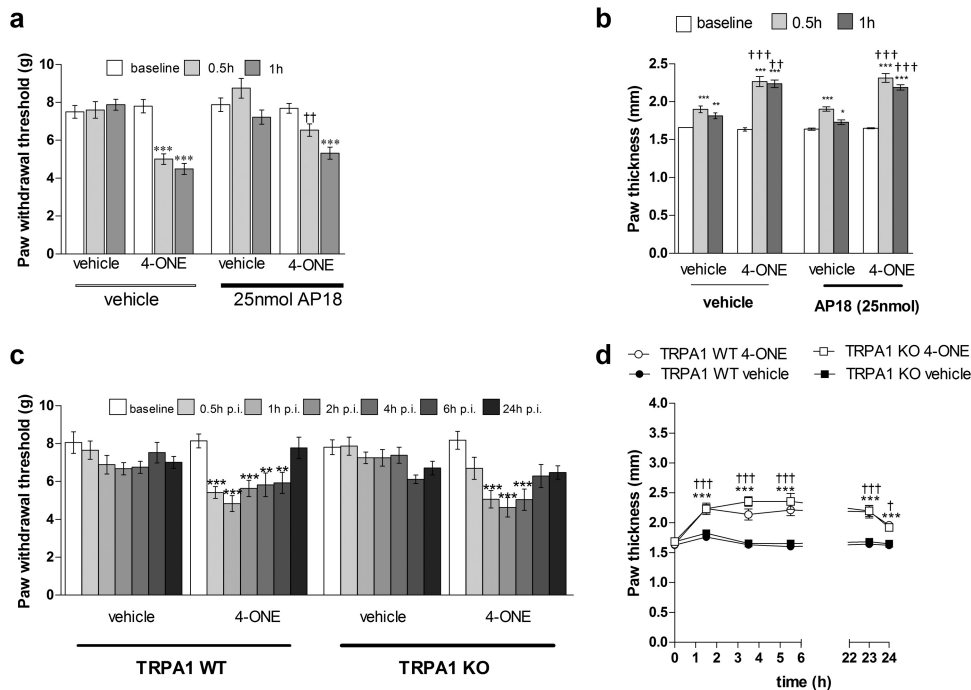 a
baseline 0.5h 1h
Paw withdrawal threshold (g)
10
8
6
4
2
0
*** *** †† ***
vehicle 4-ONE vehicle 4-ONE
vehicle 25nmol AP18
b
baseline 0.5h 1h
Paw thickness (mm)
2.5
2.0
1.5
1.0
0.5
0.0
††† †† ††† †††
*** ** *** *** *** * *** ***
vehicle 4-ONE vehicle 4-ONE
vehicle AP18 (25nmol)
c
baseline 0.5h p.i. 1h p.i. 2h p.i. 4h p.i. 6h p.i. 24h p.i.
Paw withdrawal threshold (g)
10
8
6
4
2
0
*** *** *** ** ** *** *** ***
vehicle 4-ONE vehicle 4-ONE
TRPA1 WT TRPA1 KO
d
TRPA1 WT 4-ONE TRPA1 KO 4-ONE
TRPA1 WT vehicle TRPA1 KO vehicle
Paw thickness (mm)
4.0
3.0
2.5
2.0
1.5
1.0
0.5
0.0
††† ††† ††† ††† †
*** *** *** *** ***
0 1 2 3 4 5 6 22 23 24
time (h)